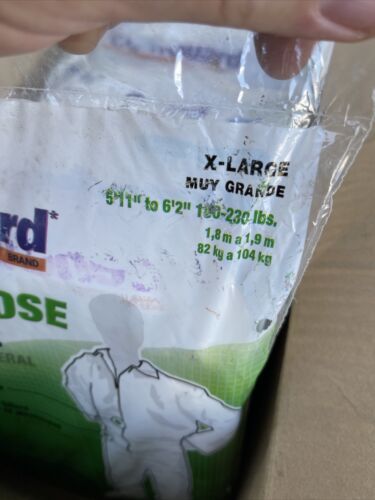 X-LARGE
MUY GRANDE
5'11" to 6'2" 180-230 lbs.
1,8 m a 1,9 m
82 kg a 104 kg
rd*
BRAND
OSE
ERAL